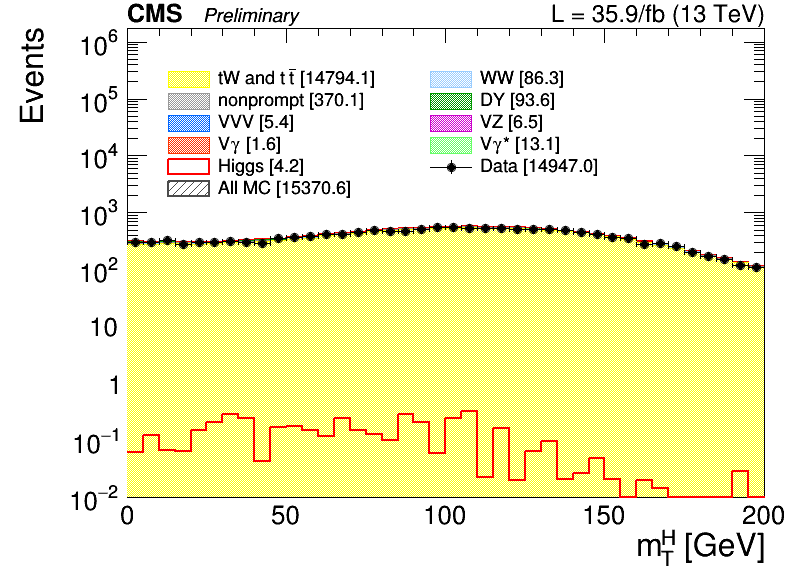 CMS Preliminary L = 35.9/fb (13 TeV)
Events
10⁶
10⁵
10⁴
10³
10²
10
1
10⁻¹
10⁻²
tW and tt̅ [14794.1]
nonprompt [370.1]
VVV [5.4]
Vγ [1.6]
Higgs [4.2]
All MC [15370.6]
WW [86.3]
DY [93.6]
VZ [6.5]
Vγ* [13.1]
Data [14947.0]
0 50 100 150 200
m_T^H [GeV]